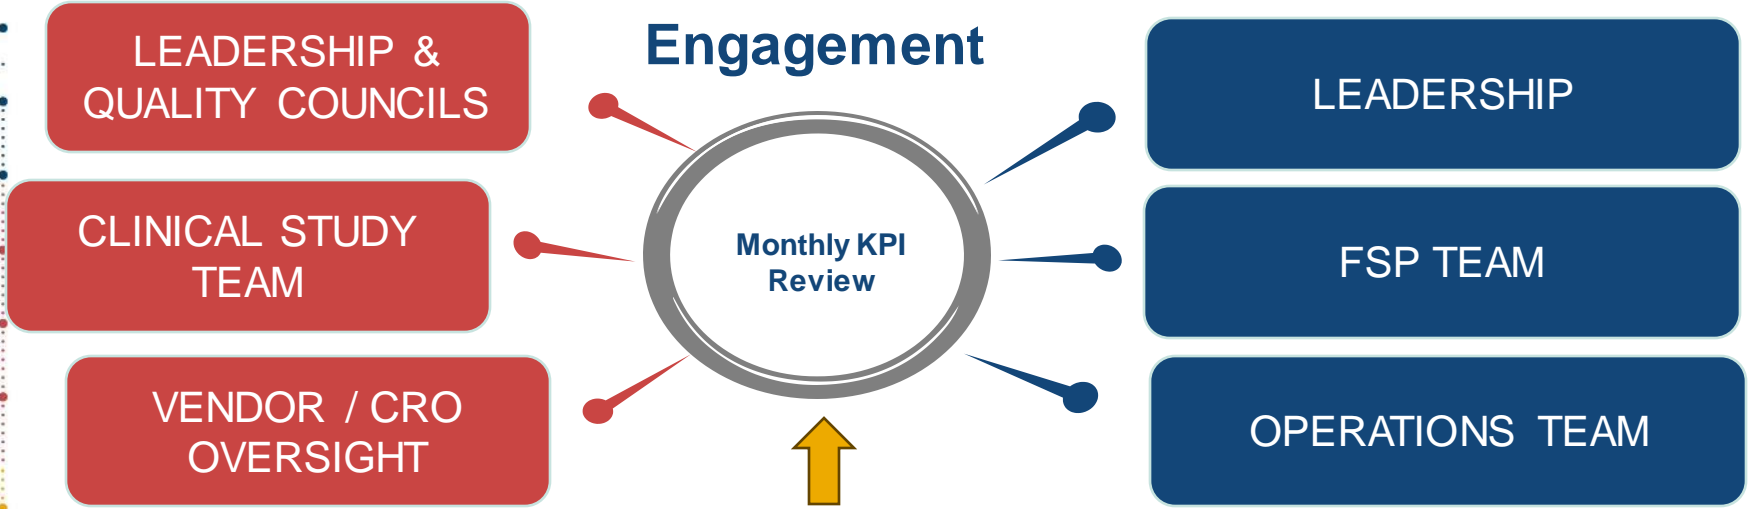 Engagement
LEADERSHIP &
QUALITY COUNCILS
CLINICAL STUDY
TEAM
VENDOR / CRO
OVERSIGHT
Monthly KPI
Review
LEADERSHIP
FSP TEAM
OPERATIONS TEAM